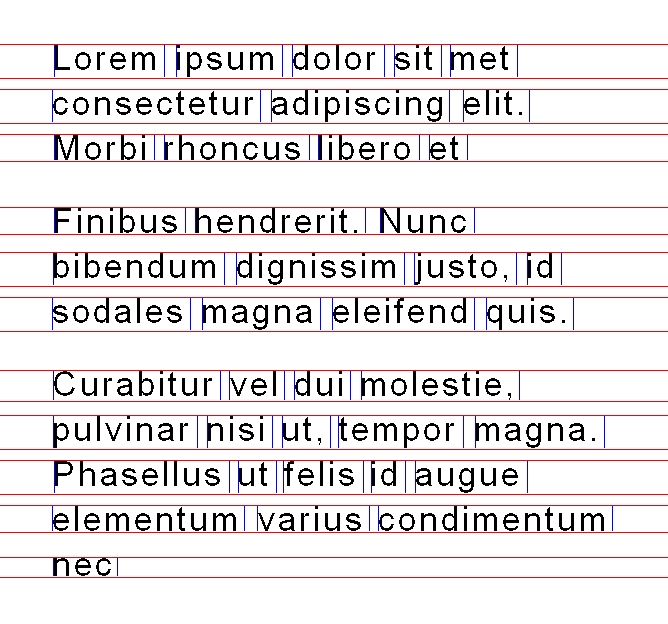 Lorem ipsum dolor sit met
consectetur adipiscing elit.
Morbi rhoncus libero et
Finibus hendrerit. Nunc
bibendum dignissim justo, id
sodales magna eleifend quis.
Curabitur vel dui molestie,
pulvinar nisi ut, tempor magna.
Phasellus ut felis id augue
elementum varius condimentum
nec